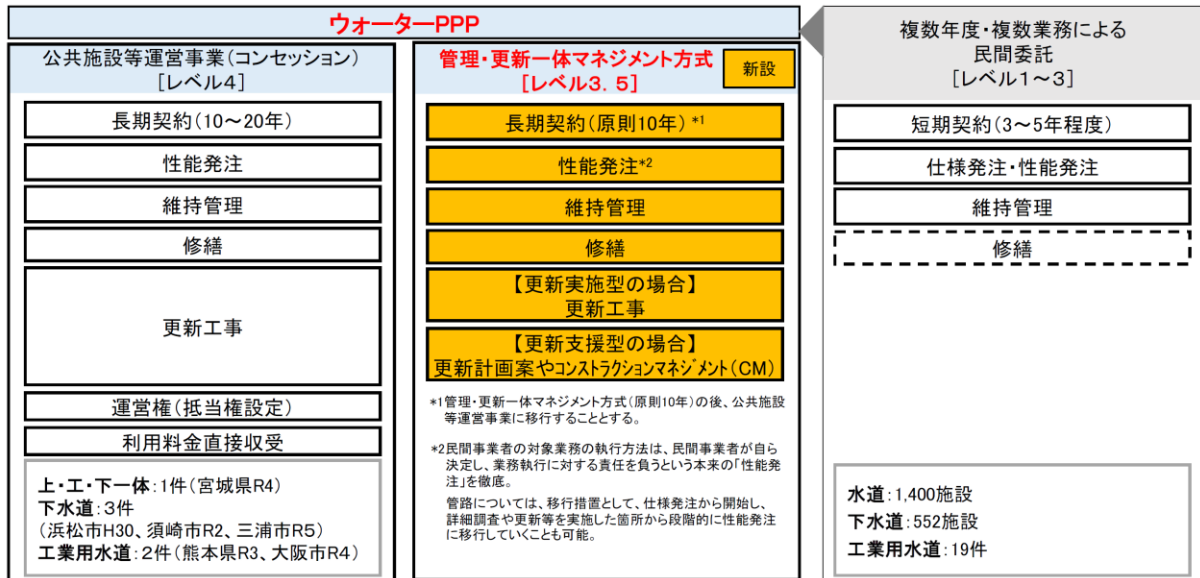 ウォーターPPP
公共施設等運営事業(コンセッション)
[レベル4]
長期契約(10～20年)
性能発注
維持管理
修繕
更新工事
運営権(抵当権設定)
利用料金直接収受
上・工・下一体:1件(宮城県R4)
下水道:3件
(浜松市H30、須崎市R2、三浦市R5)
工業用水道:2件(熊本県R3、大阪市R4)
管理・更新一体マネジメント方式
[レベル3.5]
新設
長期契約(原則10年) *1
性能発注*2
維持管理
修繕
【更新実施型の場合】
更新工事
【更新支援型の場合】
更新計画案やコンストラクションマネジメント(CM)
*1管理・更新一体マネジメント方式(原則10年)の後、公共施設
等運営事業に移行することとする。
*2民間事業者の対象業務の執行方法は、民間事業者が自ら
決定し、業務執行に対する責任を負うという本来の「性能発
注」を徹底。
管路については、移行措置として、仕様発注から開始し、
詳細調査や更新等を実施した箇所から段階的に性能発注
に移行していくことも可能。
複数年度・複数業務による
民間委託
[レベル1～3]
短期契約(3～5年程度)
仕様発注・性能発注
維持管理
修繕
水道:1,400施設
下水道:552施設
工業用水道:19件